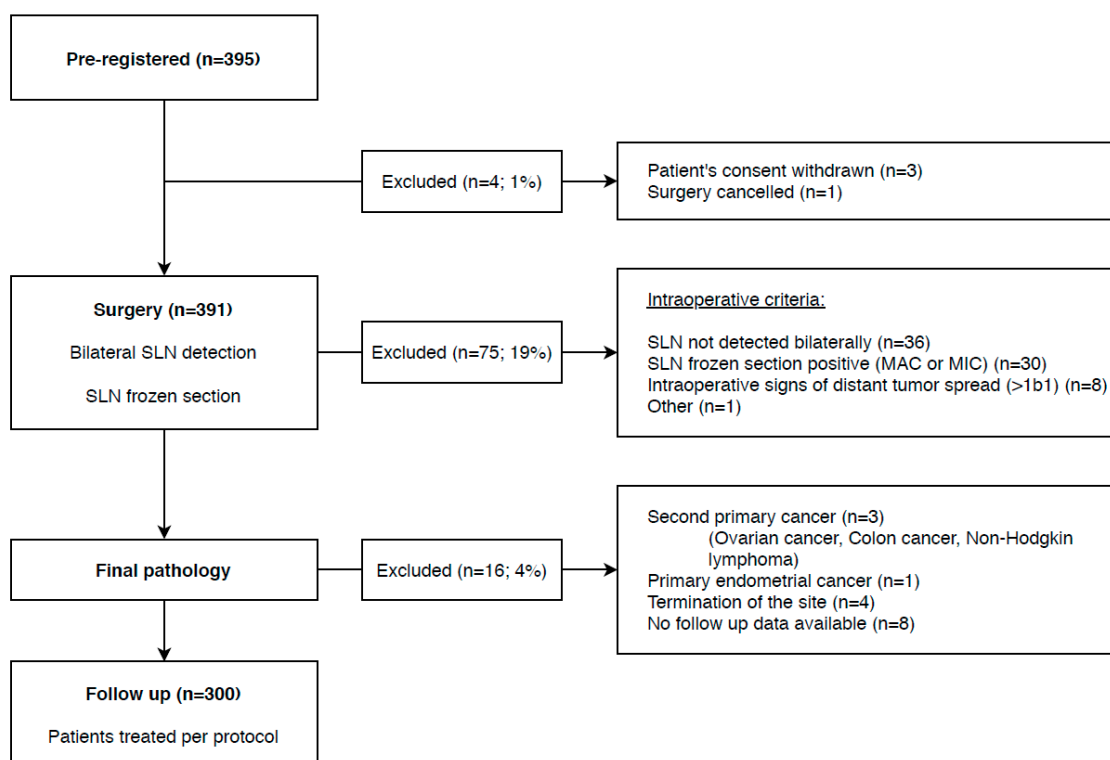 Pre-registered (n=395)
Excluded (n=4; 1%)
Patient's consent withdrawn (n=3)
Surgery cancelled (n=1)
Surgery (n=391)
Bilateral SLN detection
SLN frozen section
Excluded (n=75; 19%)
Intraoperative criteria:
SLN not detected bilaterally (n=36)
SLN frozen section positive (MAC or MIC) (n=30)
Intraoperative signs of distant tumor spread (>1b1) (n=8)
Other (n=1)
Final pathology
Excluded (n=16; 4%)
Second primary cancer (n=3)
(Ovarian cancer, Colon cancer, Non-Hodgkin
lymphoma)
Primary endometrial cancer (n=1)
Termination of the site (n=4)
No follow up data available (n=8)
Follow up (n=300)
Patients treated per protocol